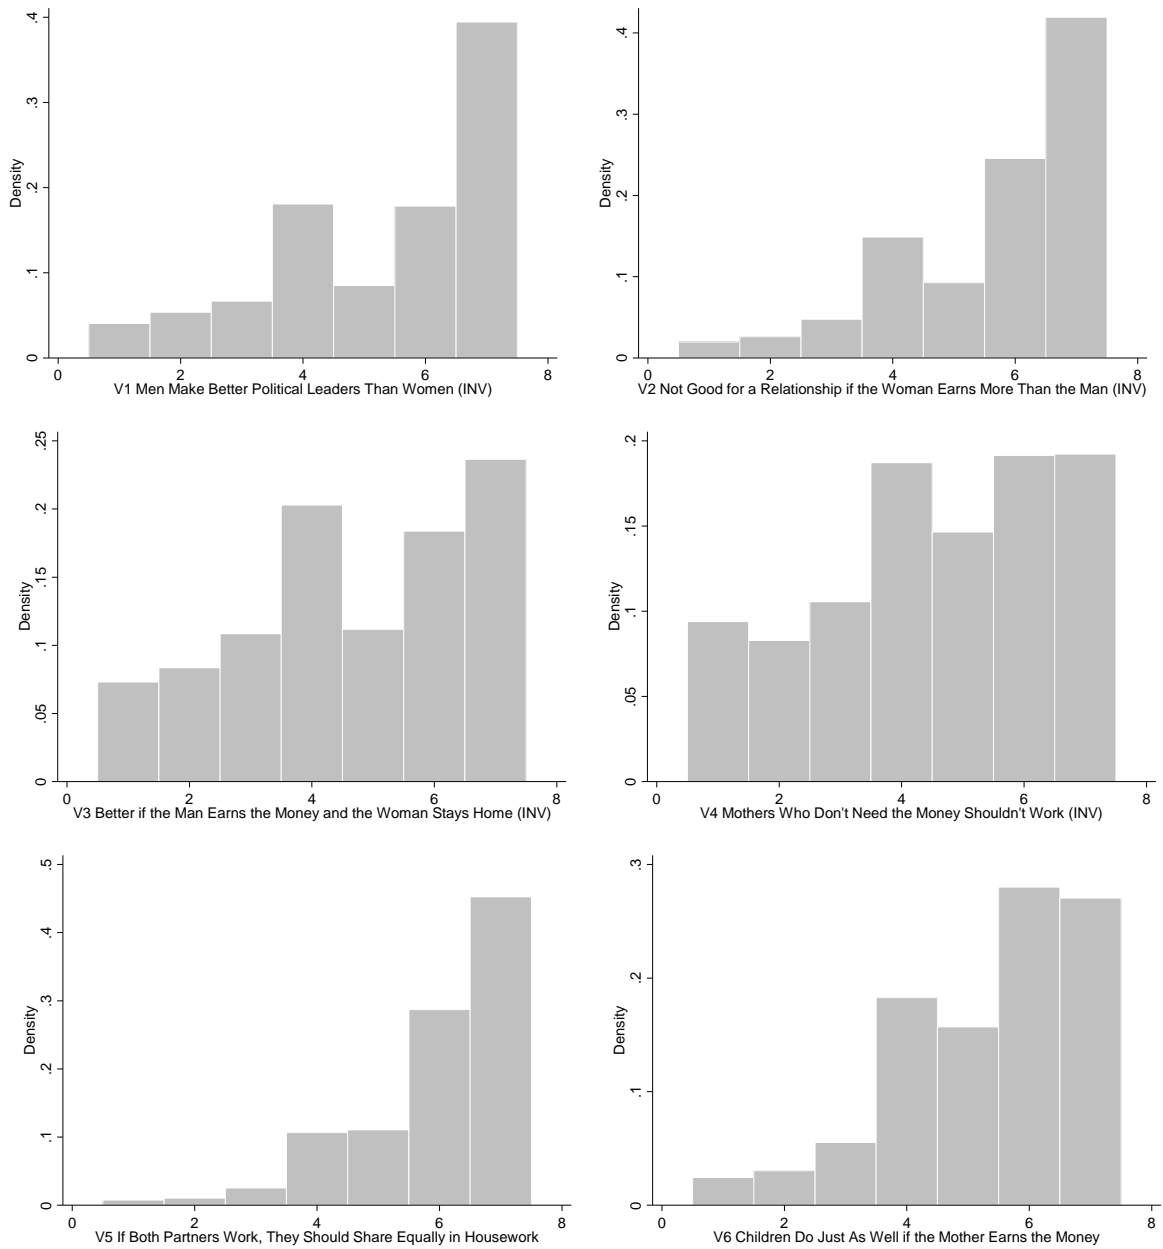 .4
.3
.2
.1
0
Density
0 2 4 6 8
V1 Men Make Better Political Leaders Than Women (INV)
.4
.3
.2
.1
0
Density
0 2 4 6 8
V2 Not Good for a Relationship if the Woman Earns More Than the Man (INV)
.25
.2
.15
.1
.05
0
Density
0 2 4 6 8
V3 Better if the Man Earns the Money and the Woman Stays Home (INV)
.2
.15
.1
.05
0
Density
0 2 4 6 8
V4 Mothers Who Don't Need the Money Shouldn't Work (INV)
.5
.4
.3
.2
.1
0
Density
0 2 4 6 8
V5 If Both Partners Work, They Should Share Equally in Housework
.3
.2
.1
0
Density
0 2 4 6 8
V6 Children Do Just As Well if the Mother Earns the Money